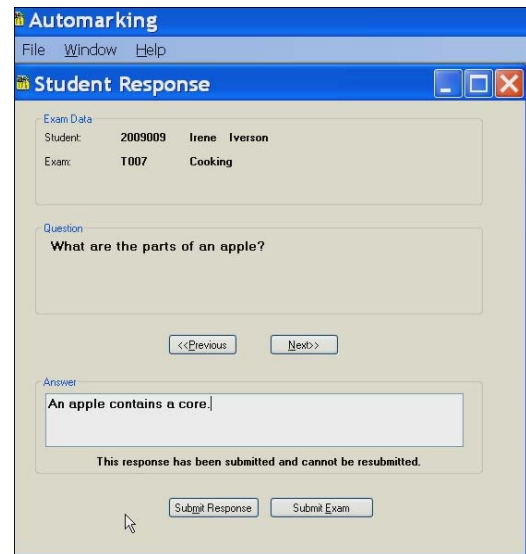 Automarking
File Window Help
Student Response
Exam Data
Student: 2009009 Irene Iverson
Exam: T007 Cooking
Question
What are the parts of an apple?
<<Previous Next>>
Answer
An apple contains a core.
This response has been submitted and cannot be resubmitted.
Submit Response Submit Exam